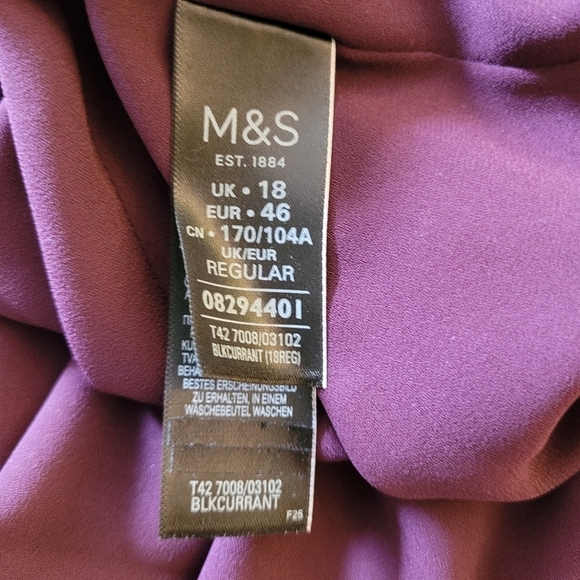 M&S
EST. 1884
UK • 18
EUR • 46
CN • 170/104A
UK/EUR
REGULAR
08294401
T42 7008/03102
BLKCURRANT (18REG)
BESTES ERSCHEINUNGSBILD
ZU ERHALTEN, IN EINEM
WÄSCHEBEUTEL WASCHEN
T42 7008/03102
BLKCURRANT
F25